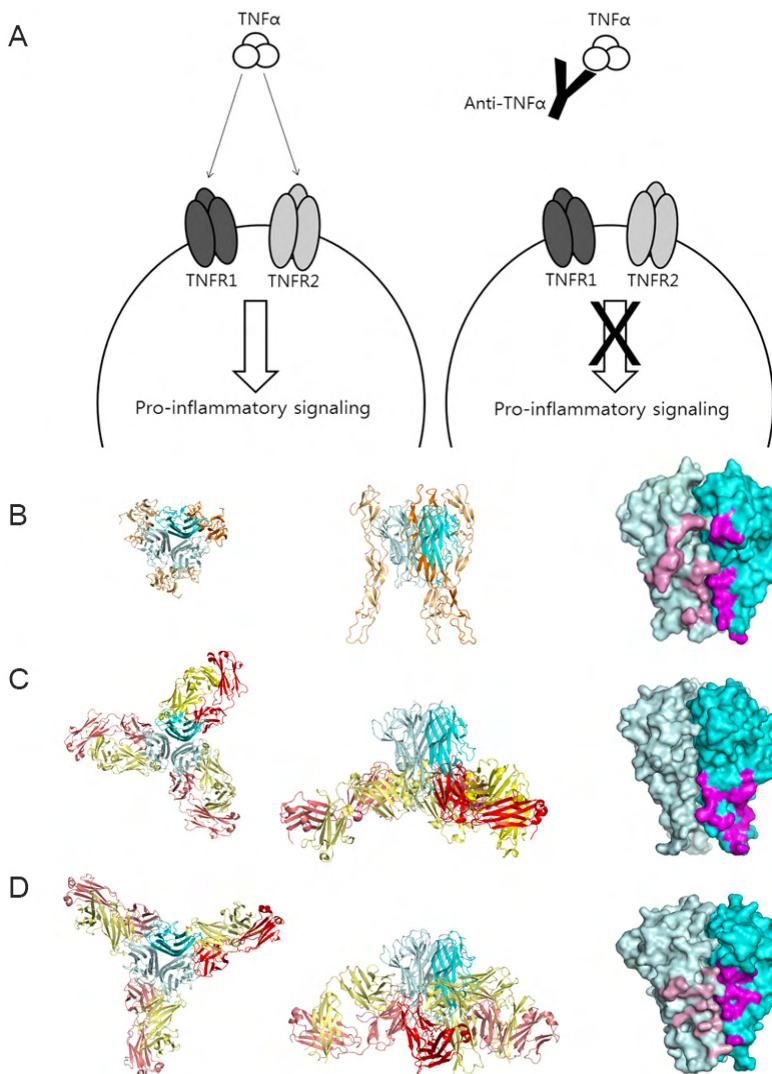 A
TNFα
TNFα
Anti-TNFα
TNFR1
TNFR2
TNFR1
TNFR2
Pro-inflammatory signaling
Pro-inflammatory signaling
B
C
D